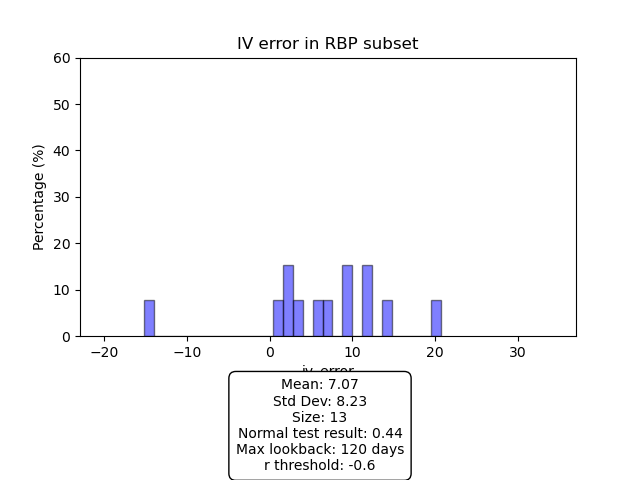 IV error in RBP subset
60
50
40
30
20
10
0
Percentage (%)
−20
−10
0
10
20
30
iv_error
Mean: 7.07
Std Dev: 8.23
Size: 13
Normal test result: 0.44
Max lookback: 120 days
r threshold: -0.6